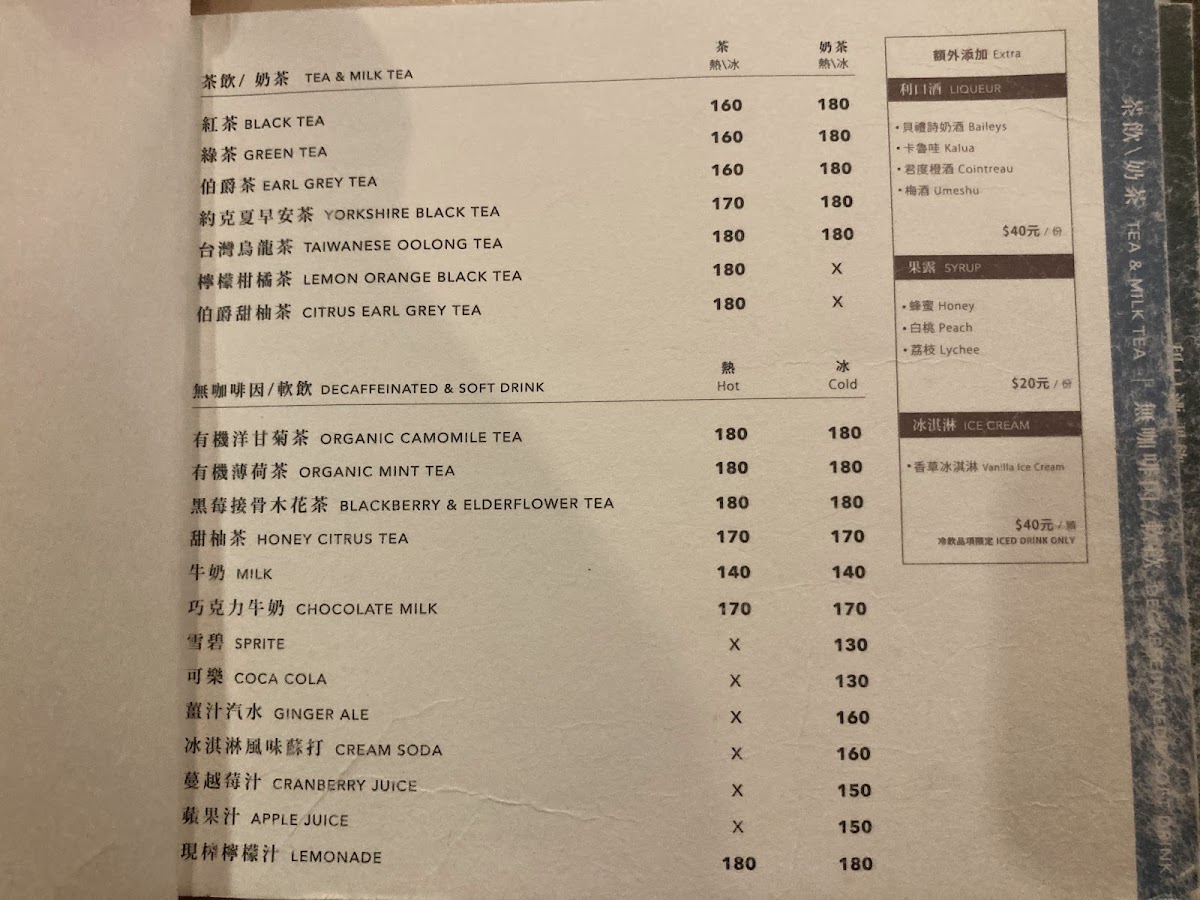 茶飲/ 奶茶 TEA & MILK TEA 茶 熱\冰 奶茶 熱\冰
紅茶 BLACK TEA 160 180
綠茶 GREEN TEA 160 180
伯爵茶 EARL GREY TEA 160 180
約克夏早安茶 YORKSHIRE BLACK TEA 170 180
台灣烏龍茶 TAIWANESE OOLONG TEA 180 180
檸檬柑橘茶 LEMON ORANGE BLACK TEA 180 X
伯爵甜柚茶 CITRUS EARL GREY TEA 180 X
無咖啡因/軟飲 DECAFFEINATED & SOFT DRINK 熱 Hot 冰 Cold
有機洋甘菊茶 ORGANIC CAMOMILE TEA 180 180
有機薄荷茶 ORGANIC MINT TEA 180 180
黑莓接骨木花茶 BLACKBERRY & ELDERFLOWER TEA 180 180
甜柚茶 HONEY CITRUS TEA 170 170
牛奶 MILK 140 140
巧克力牛奶 CHOCOLATE MILK 170 170
雪碧 SPRITE X 130
可樂 COCA COLA X 130
薑汁汽水 GINGER ALE X 160
冰淇淋風味蘇打 CREAM SODA X 160
蔓越莓汁 CRANBERRY JUICE X 150
蘋果汁 APPLE JUICE X 150
現榨檸檬汁 LEMONADE 180 180
額外添加 Extra
利口酒 LIQUEUR
•貝禮詩奶酒 Baileys
•卡魯哇 Kalua
•君度橙酒 Cointreau
•梅酒 Umeshu
$40元 / 份
果露 SYRUP
•蜂蜜 Honey
•白桃 Peach
•荔枝 Lychee
$20元 / 份
冰淇淋 ICE CREAM
•香草冰淇淋 Vanilla Ice Cream
$40元 / 顆
冷飲品項限定 ICED DRINK ONLY
茶飲\奶茶 TEA & MILK TEA | 無咖啡因/軟飲 DECAFFEINATED & SOFT DRINK